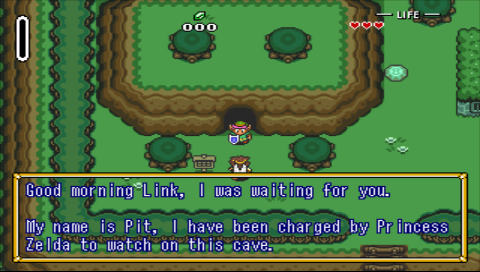 000
— LIFE —
Good morning Link, I was waiting for you.
My name is Pit, I have been charged by Princess
Zelda to watch on this cave.